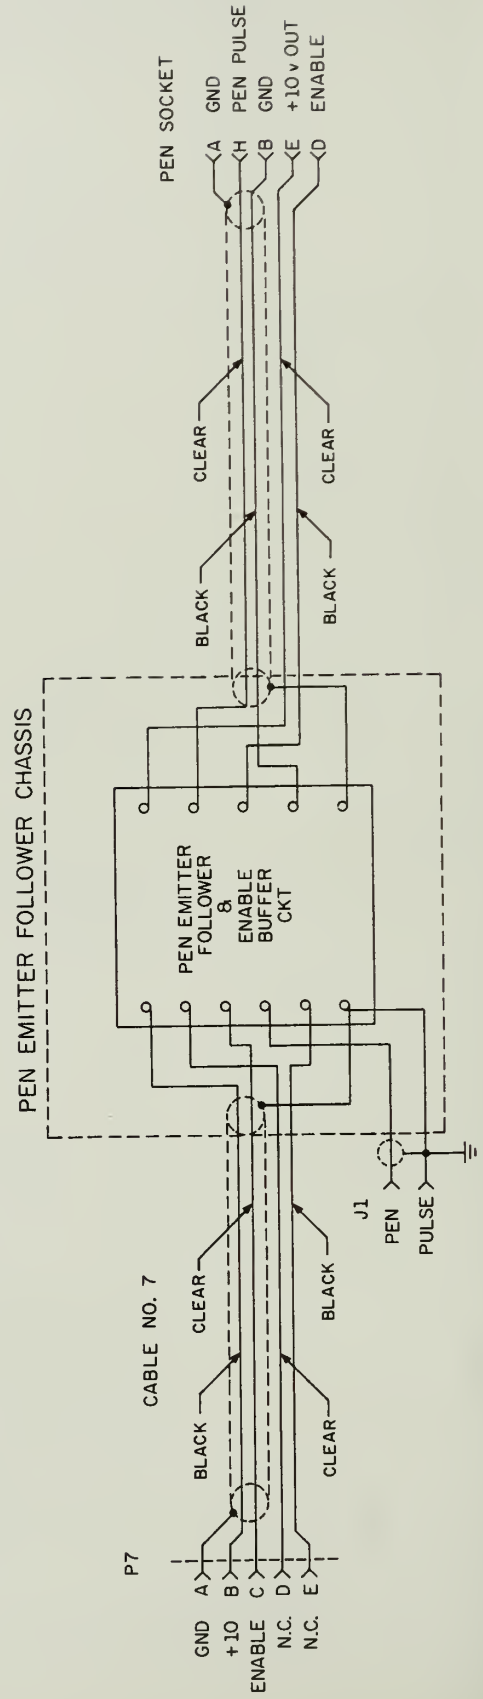 PEN EMITTER FOLLOWER CHASSIS
PEN SOCKET
A GND
H PEN PULSE
B GND
E +10 v OUT
D ENABLE
CLEAR
CLEAR
BLACK
BLACK
PEN EMITTER
FOLLOWER
&
ENABLE
BUFFER
CKT
CABLE NO. 7
CLEAR
BLACK
BLACK
CLEAR
J1
PEN
PULSE
P7
GND A
+10 B
ENABLE C
N.C. D
N.C. E